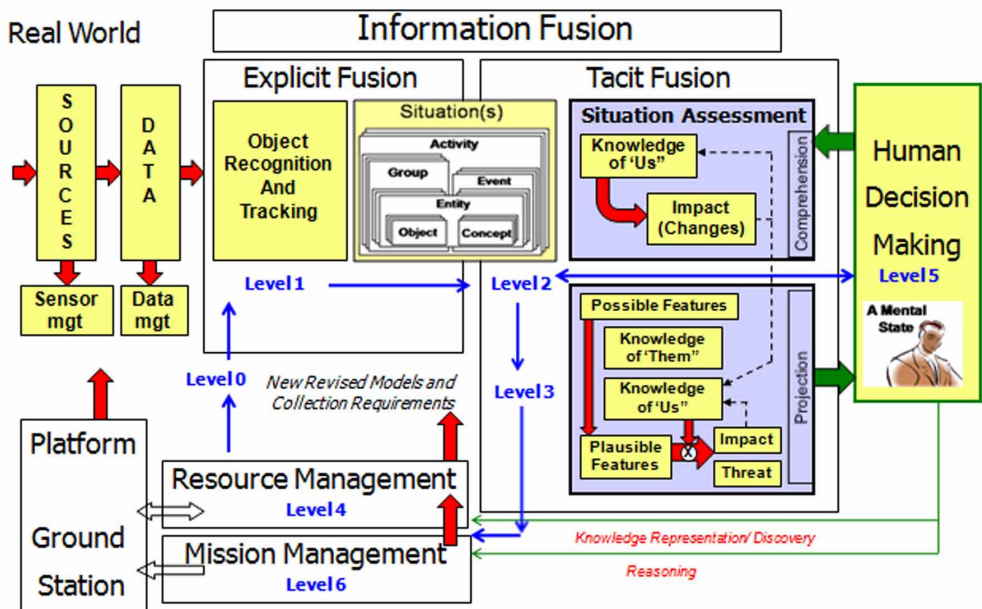 Real World
Information Fusion
Explicit Fusion
Tacit Fusion
SOURCES
DATA
Sensor
mgt
Data
mgt
Object
Recognition
And
Tracking
Situation(s)
Activity
Group
Event
Entity
Object
Concept
Situation Assessment
Knowledge
of 'Us"
Impact
(Changes)
Comprehension
Human
Decision
Making
Level 5
A Mental
State
Level 1
Level 2
Level 0
Level 3
New Revised Models and
Collection Requirements
Possible Features
Knowledge
of 'Them"
Knowledge
of 'Us"
Plausible
Features
X
Impact
Threat
Projection
Platform
Ground
Station
Resource Management
Level 4
Mission Management
Level 6
Knowledge Representation/ Discovery
Reasoning